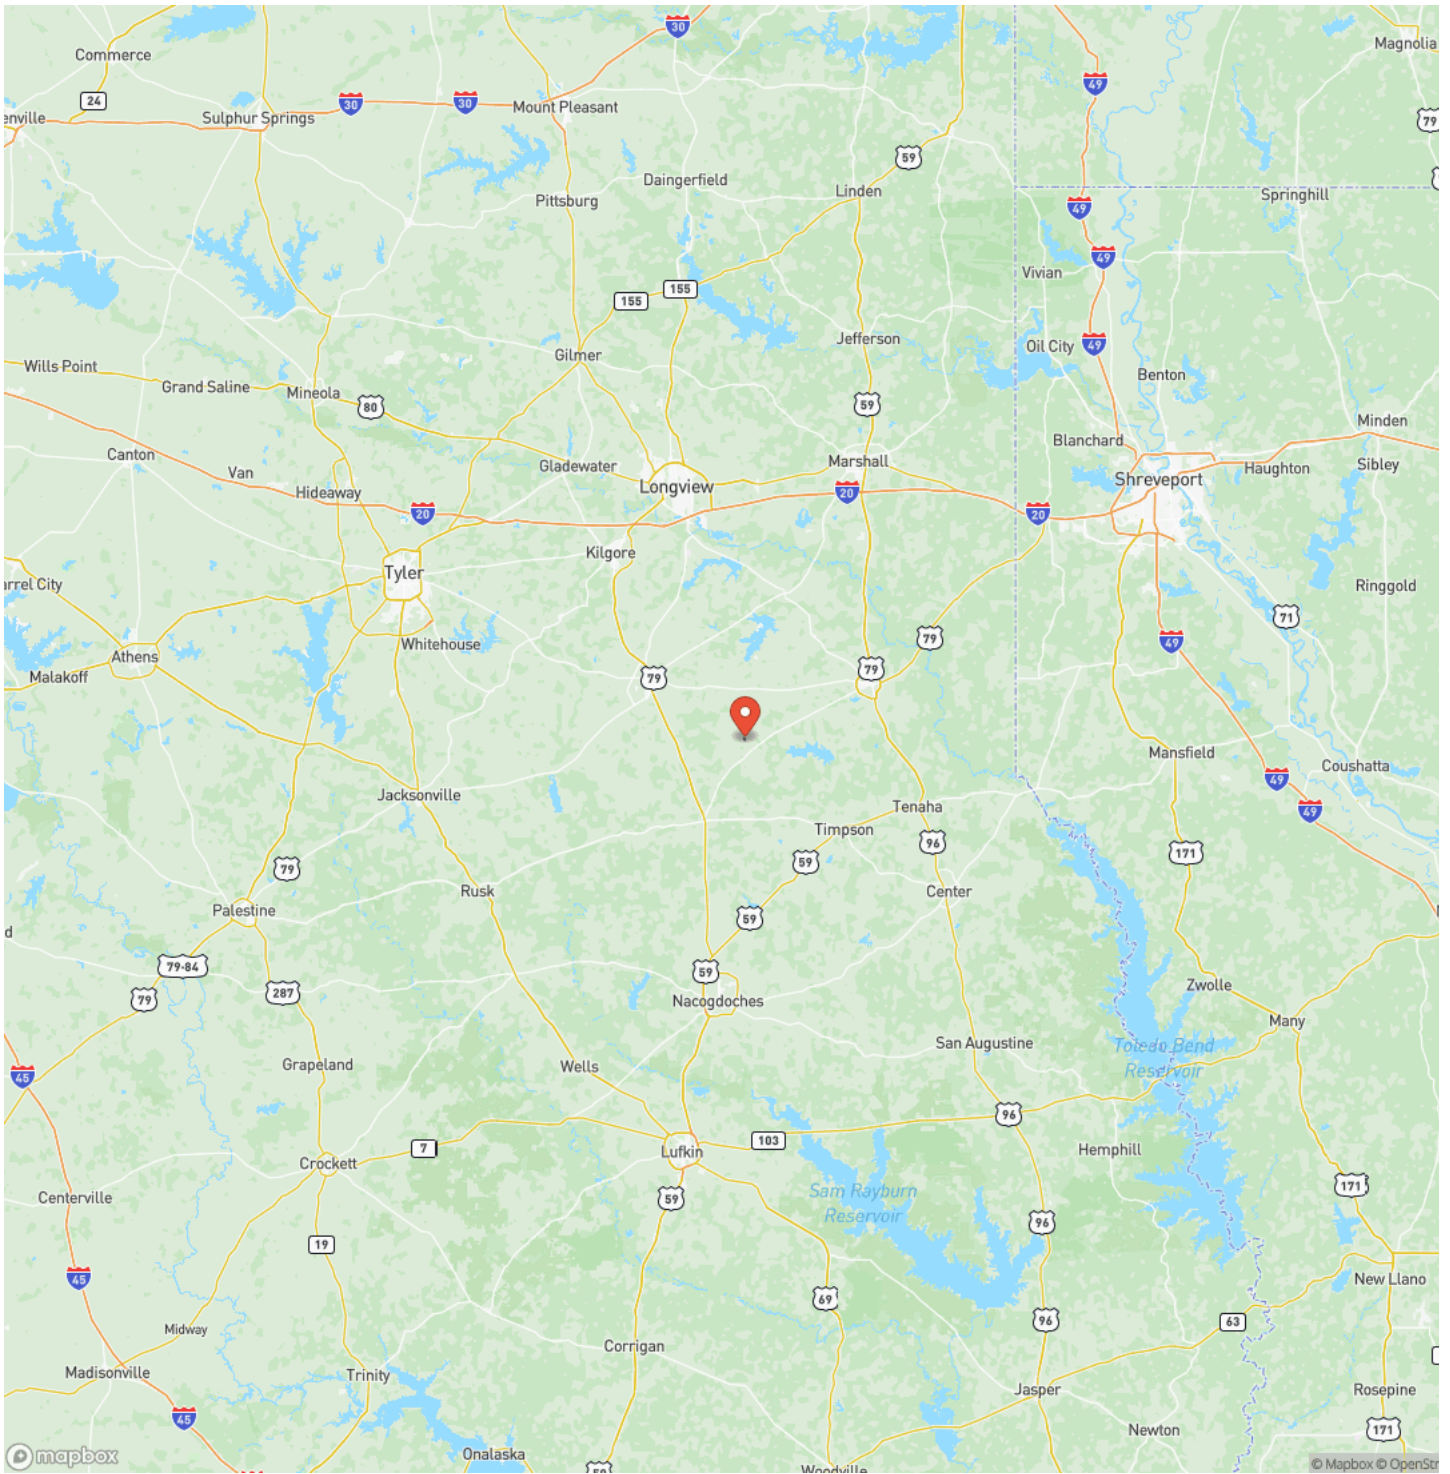 30
Commerce
Magnolia
49
24
30
30
Mount Pleasant
enville
Sulphur Springs
79
59
Daingerfield
Linden
Springhill
Pittsburg
49
49
Vivian
155
155
Jefferson
Oil City
49
Gilmer
Wills Point
Benton
Grand Saline
Mineola
80
59
Minden
Blanchard
Canton
Gladewater
Marshall
Haughton
Sibley
Van
Longview
Shreveport
Hideaway
20
20
20
Kilgore
Tyler
arrel City
Ringgold
71
79
49
Whitehouse
Athens
79
Malakoff
79
Mansfield
Coushatta
49
Jacksonville
Tenaha
49
Timpson
96
171
59
79
Rusk
Center
Palestine
59
d
79-84
59
287
79
Nacogdoches
Zwolle
Many
San Augustine
Toledo Bend
Reservoir
Grapeland
Wells
45
96
103
7
Lufkin
Hemphill
Crockett
171
Sam Rayburn
Reservoir
Centerville
59
96
19
45
New Llano
69
96
63
Midway
Corrigan
Madisonville
Trinity
Jasper
Rosepine
45
Newton
171
Onalaska
mapbox
© Mapbox © OpenStr
Woodville
59